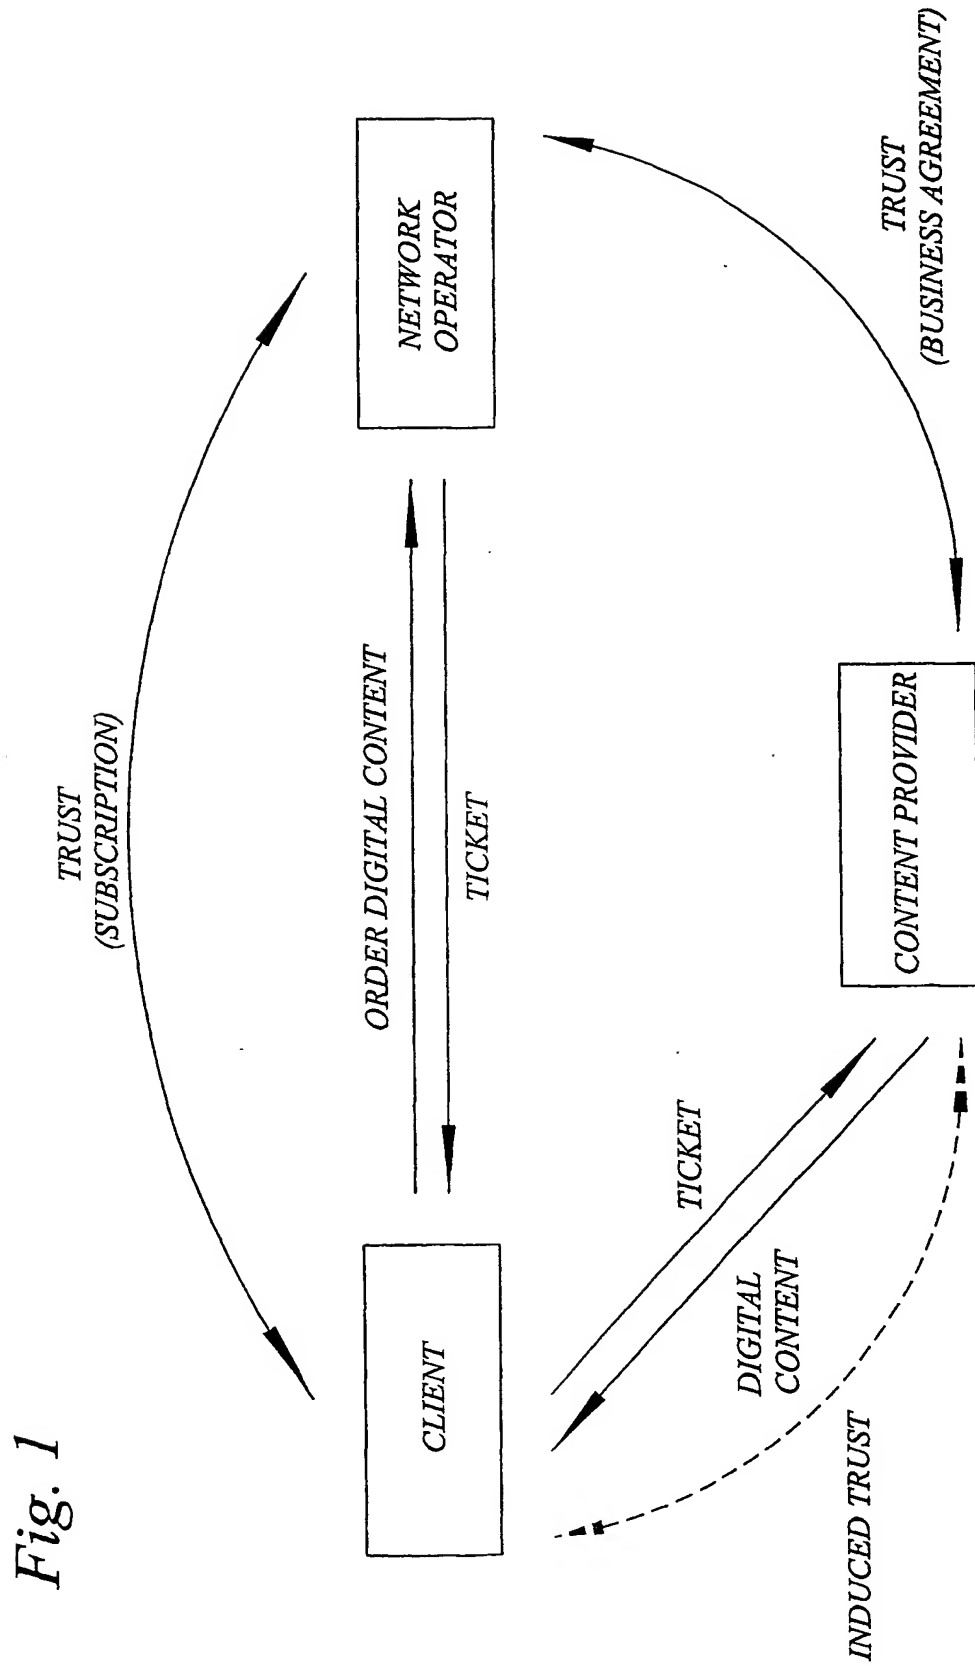 Fig. 1
TRUST
(SUBSCRIPTION)
CLIENT
ORDER DIGITAL CONTENT
TICKET
NETWORK
OPERATOR
TICKET
DIGITAL
CONTENT
INDUCED TRUST
CONTENT PROVIDER
TRUST
(BUSINESS AGREEMENT)